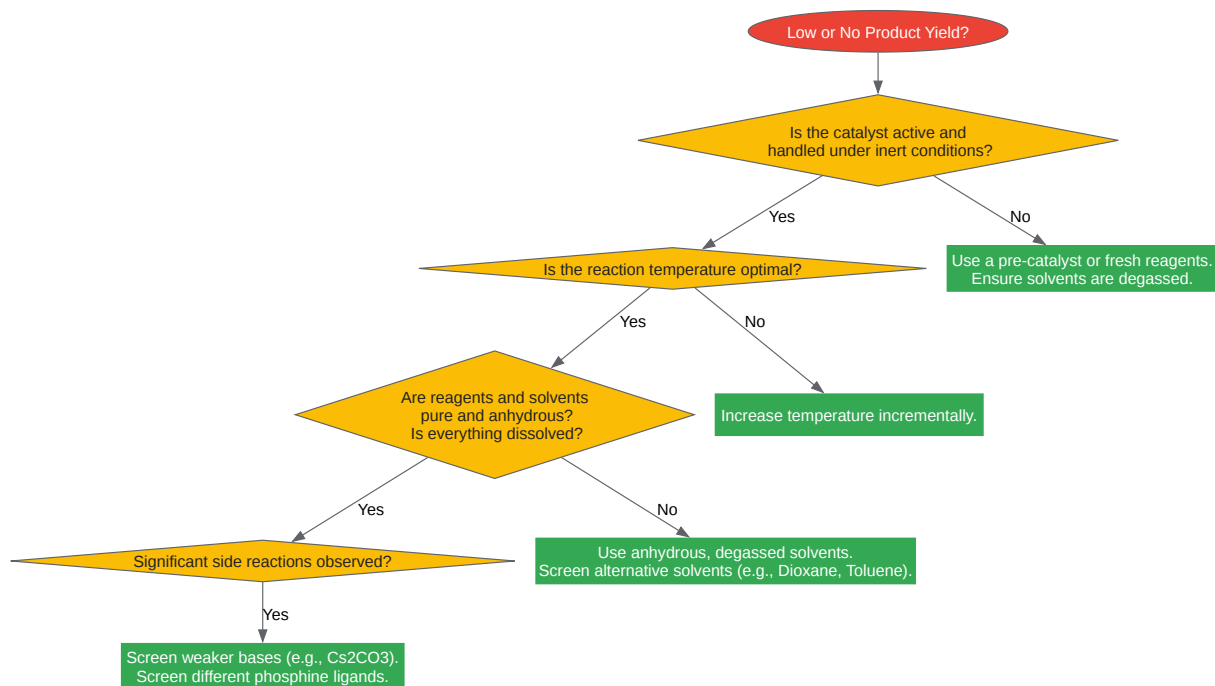 Low or No Product Yield?
Is the catalyst active and
handled under inert conditions?
Yes
No
Use a pre-catalyst or fresh reagents.
Ensure solvents are degassed.
Is the reaction temperature optimal?
Yes
No
Are reagents and solvents
pure and anhydrous?
Is everything dissolved?
Increase temperature incrementally.
Yes
No
Significant side reactions observed?
Use anhydrous, degassed solvents.
Screen alternative solvents (e.g., Dioxane, Toluene).
Yes
Screen weaker bases (e.g., Cs2CO3).
Screen different phosphine ligands.